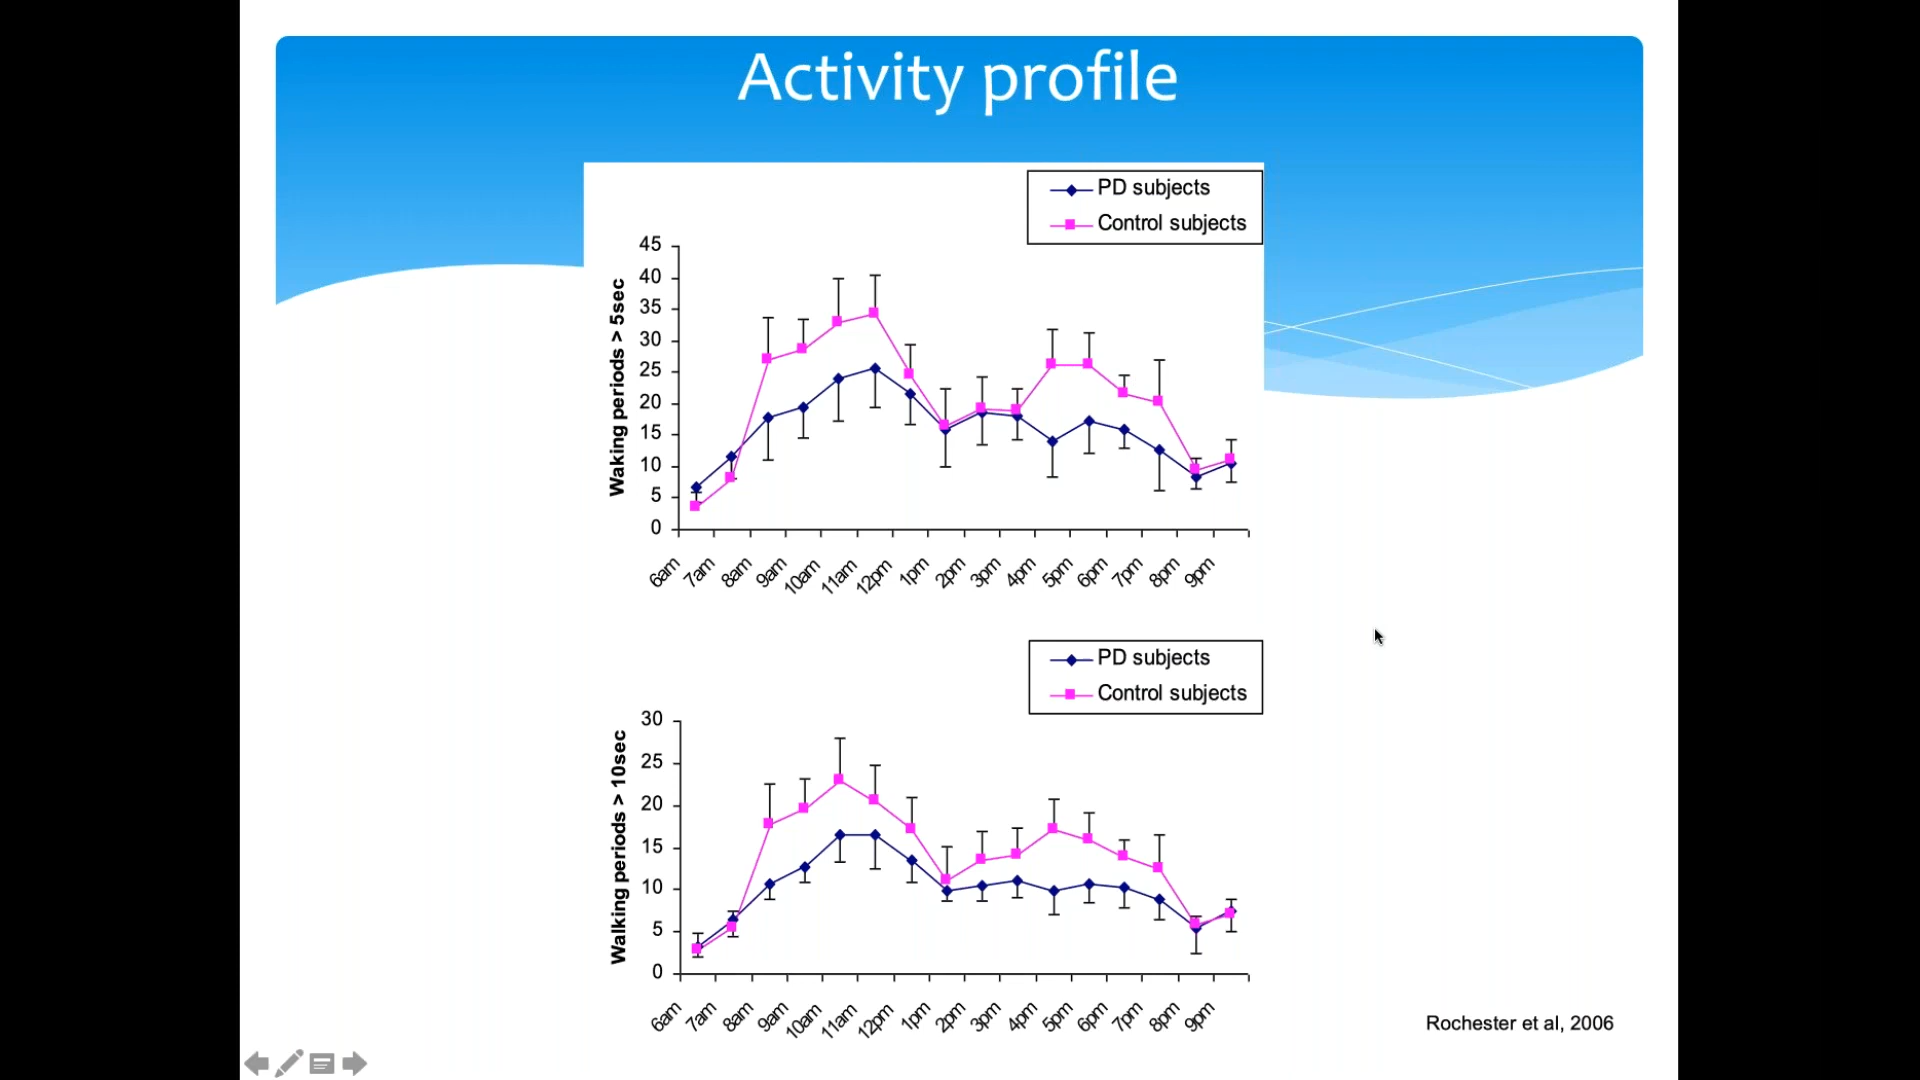 Activity profile
PD subjects
Control subjects
45
40
35
30
25
20
15
10
5
0
Waking periods > 5sec
6am 7am 8am 9am 10am 11am 12pm 1pm 2pm 3pm 4pm 5pm 6pm 7pm 8pm 9pm
PD subjects
Control subjects
30
25
20
15
10
5
0
Walking periods > 10sec
6am 7am 8am 9am 10am 11am 12pm 1pm 2pm 3pm 4pm 5pm 6pm 7pm 8pm 9pm
Rochester et al, 2006